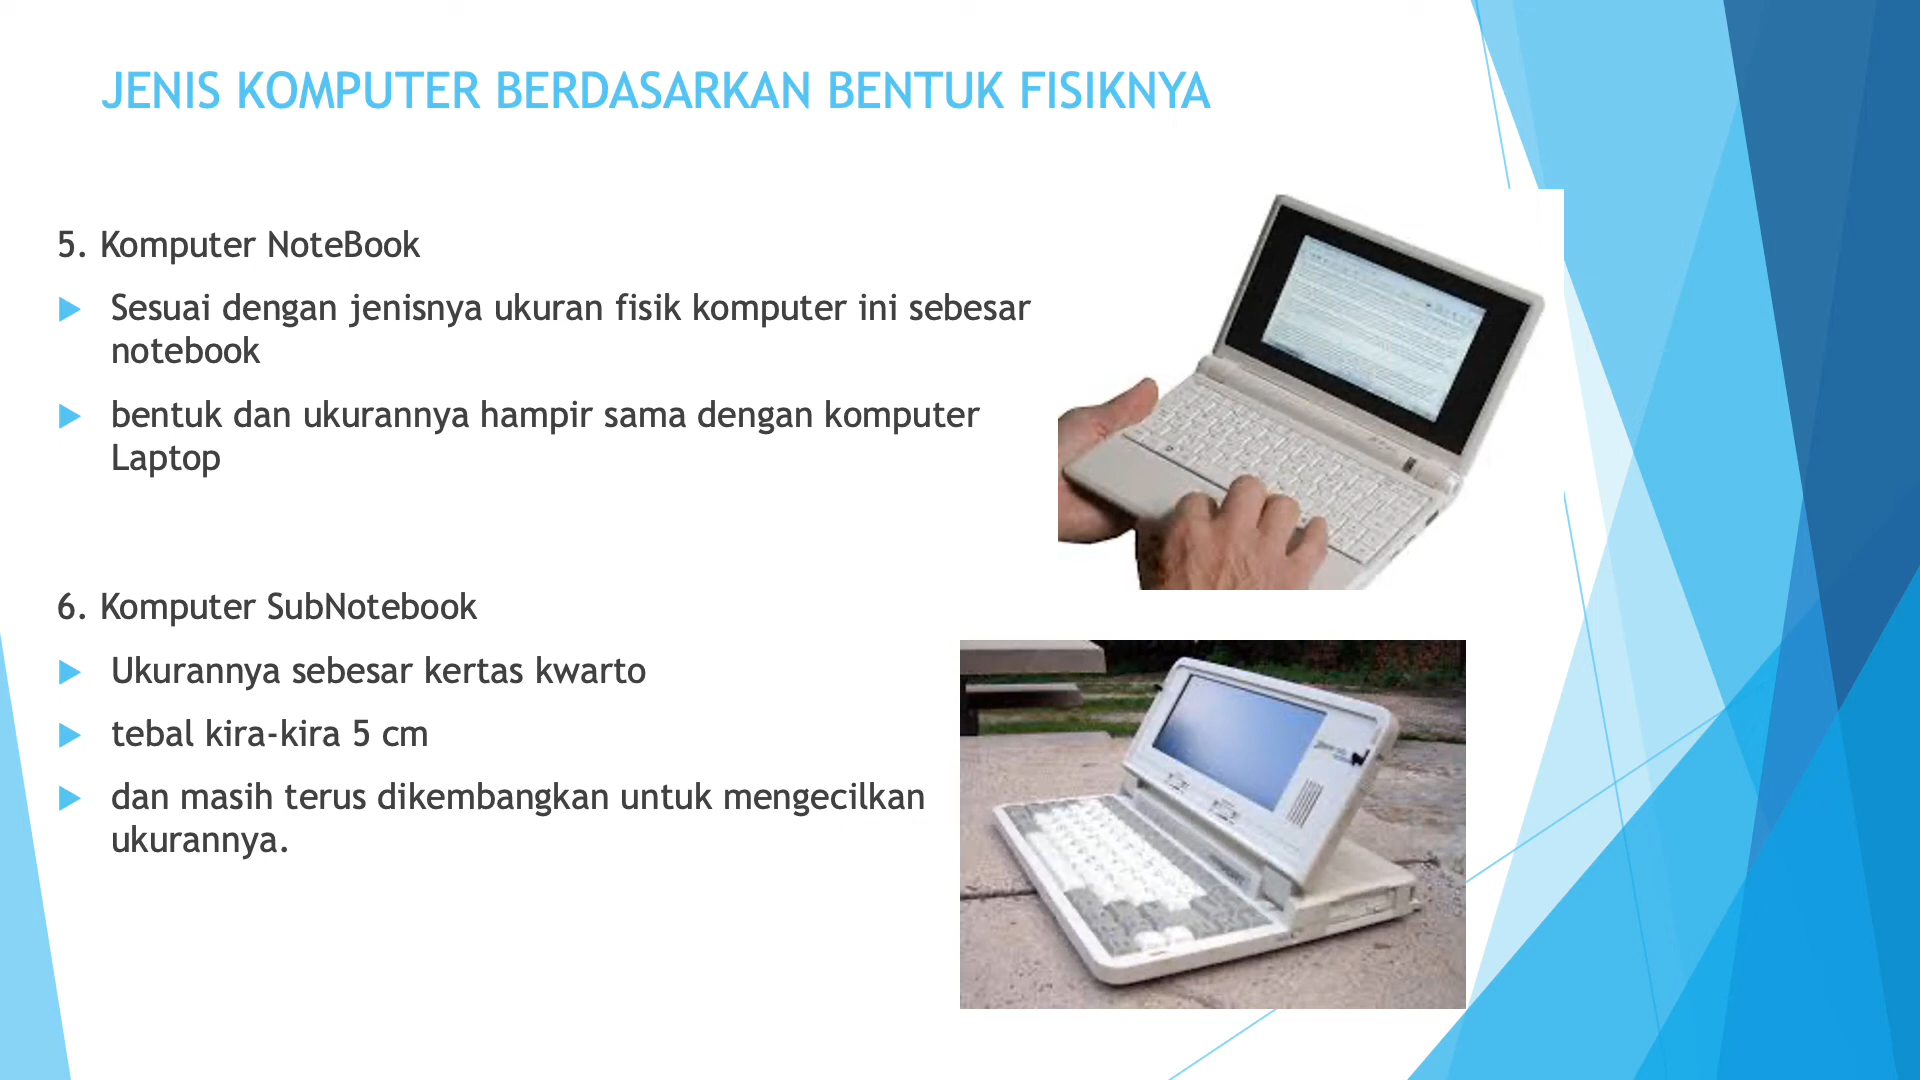 JENIS KOMPUTER BERDASARKAN BENTUK FISIKNYA
5. Komputer NoteBook
Sesuai dengan jenisnya ukuran fisik komputer ini sebesar
notebook
bentuk dan ukurannya hampir sama dengan komputer
Laptop
6. Komputer SubNotebook
Ukurannya sebesar kertas kwarto
tebal kira-kira 5 cm
dan masih terus dikembangkan untuk mengecilkan
ukurannya.